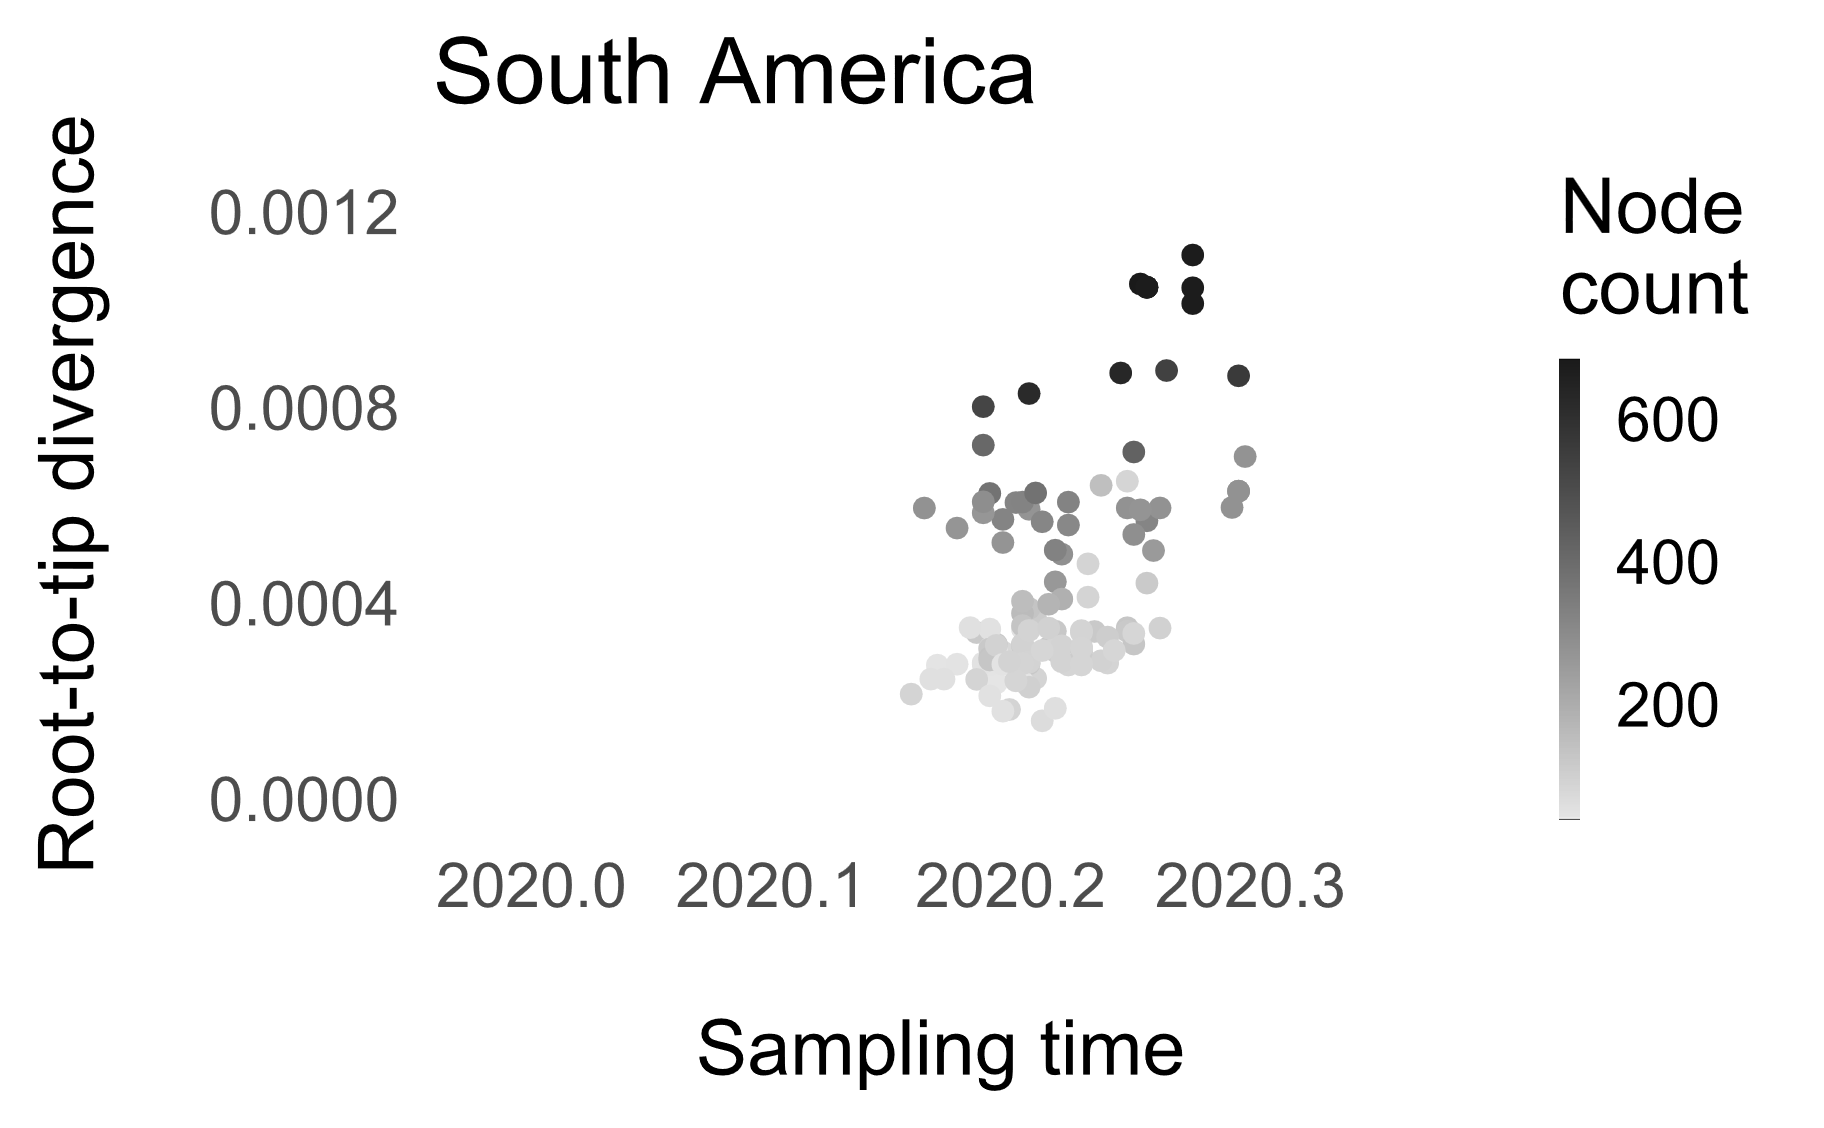 South America
Root-to-tip divergence
0.0012
0.0008
0.0004
0.0000
2020.0 2020.1 2020.2 2020.3
Sampling time
Node
count
600
400
200